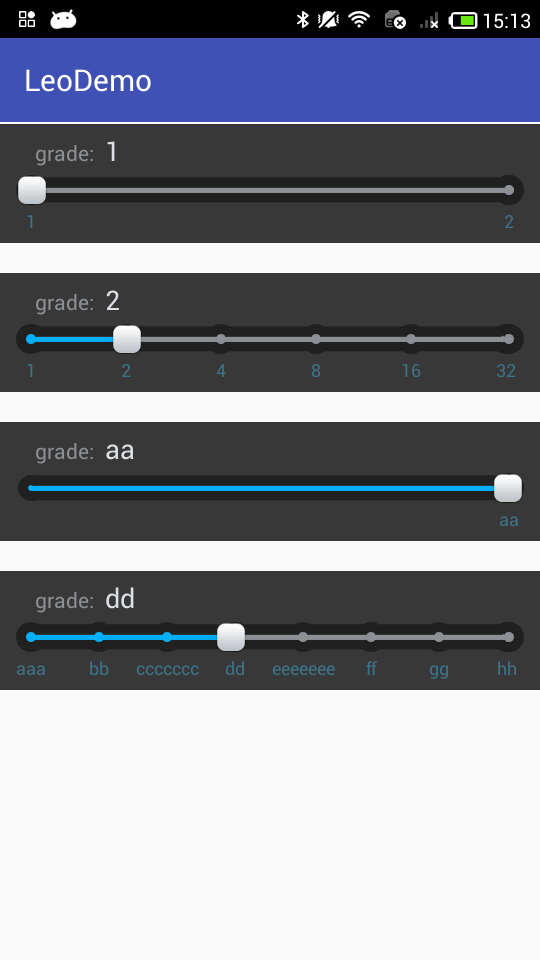 15:13
LeoDemo
grade: 1
1 2
grade: 2
1 2 4 8 16 32
grade: aa
aa
grade: dd
aaa bb ccccccc dd eeeeeee ff gg hh